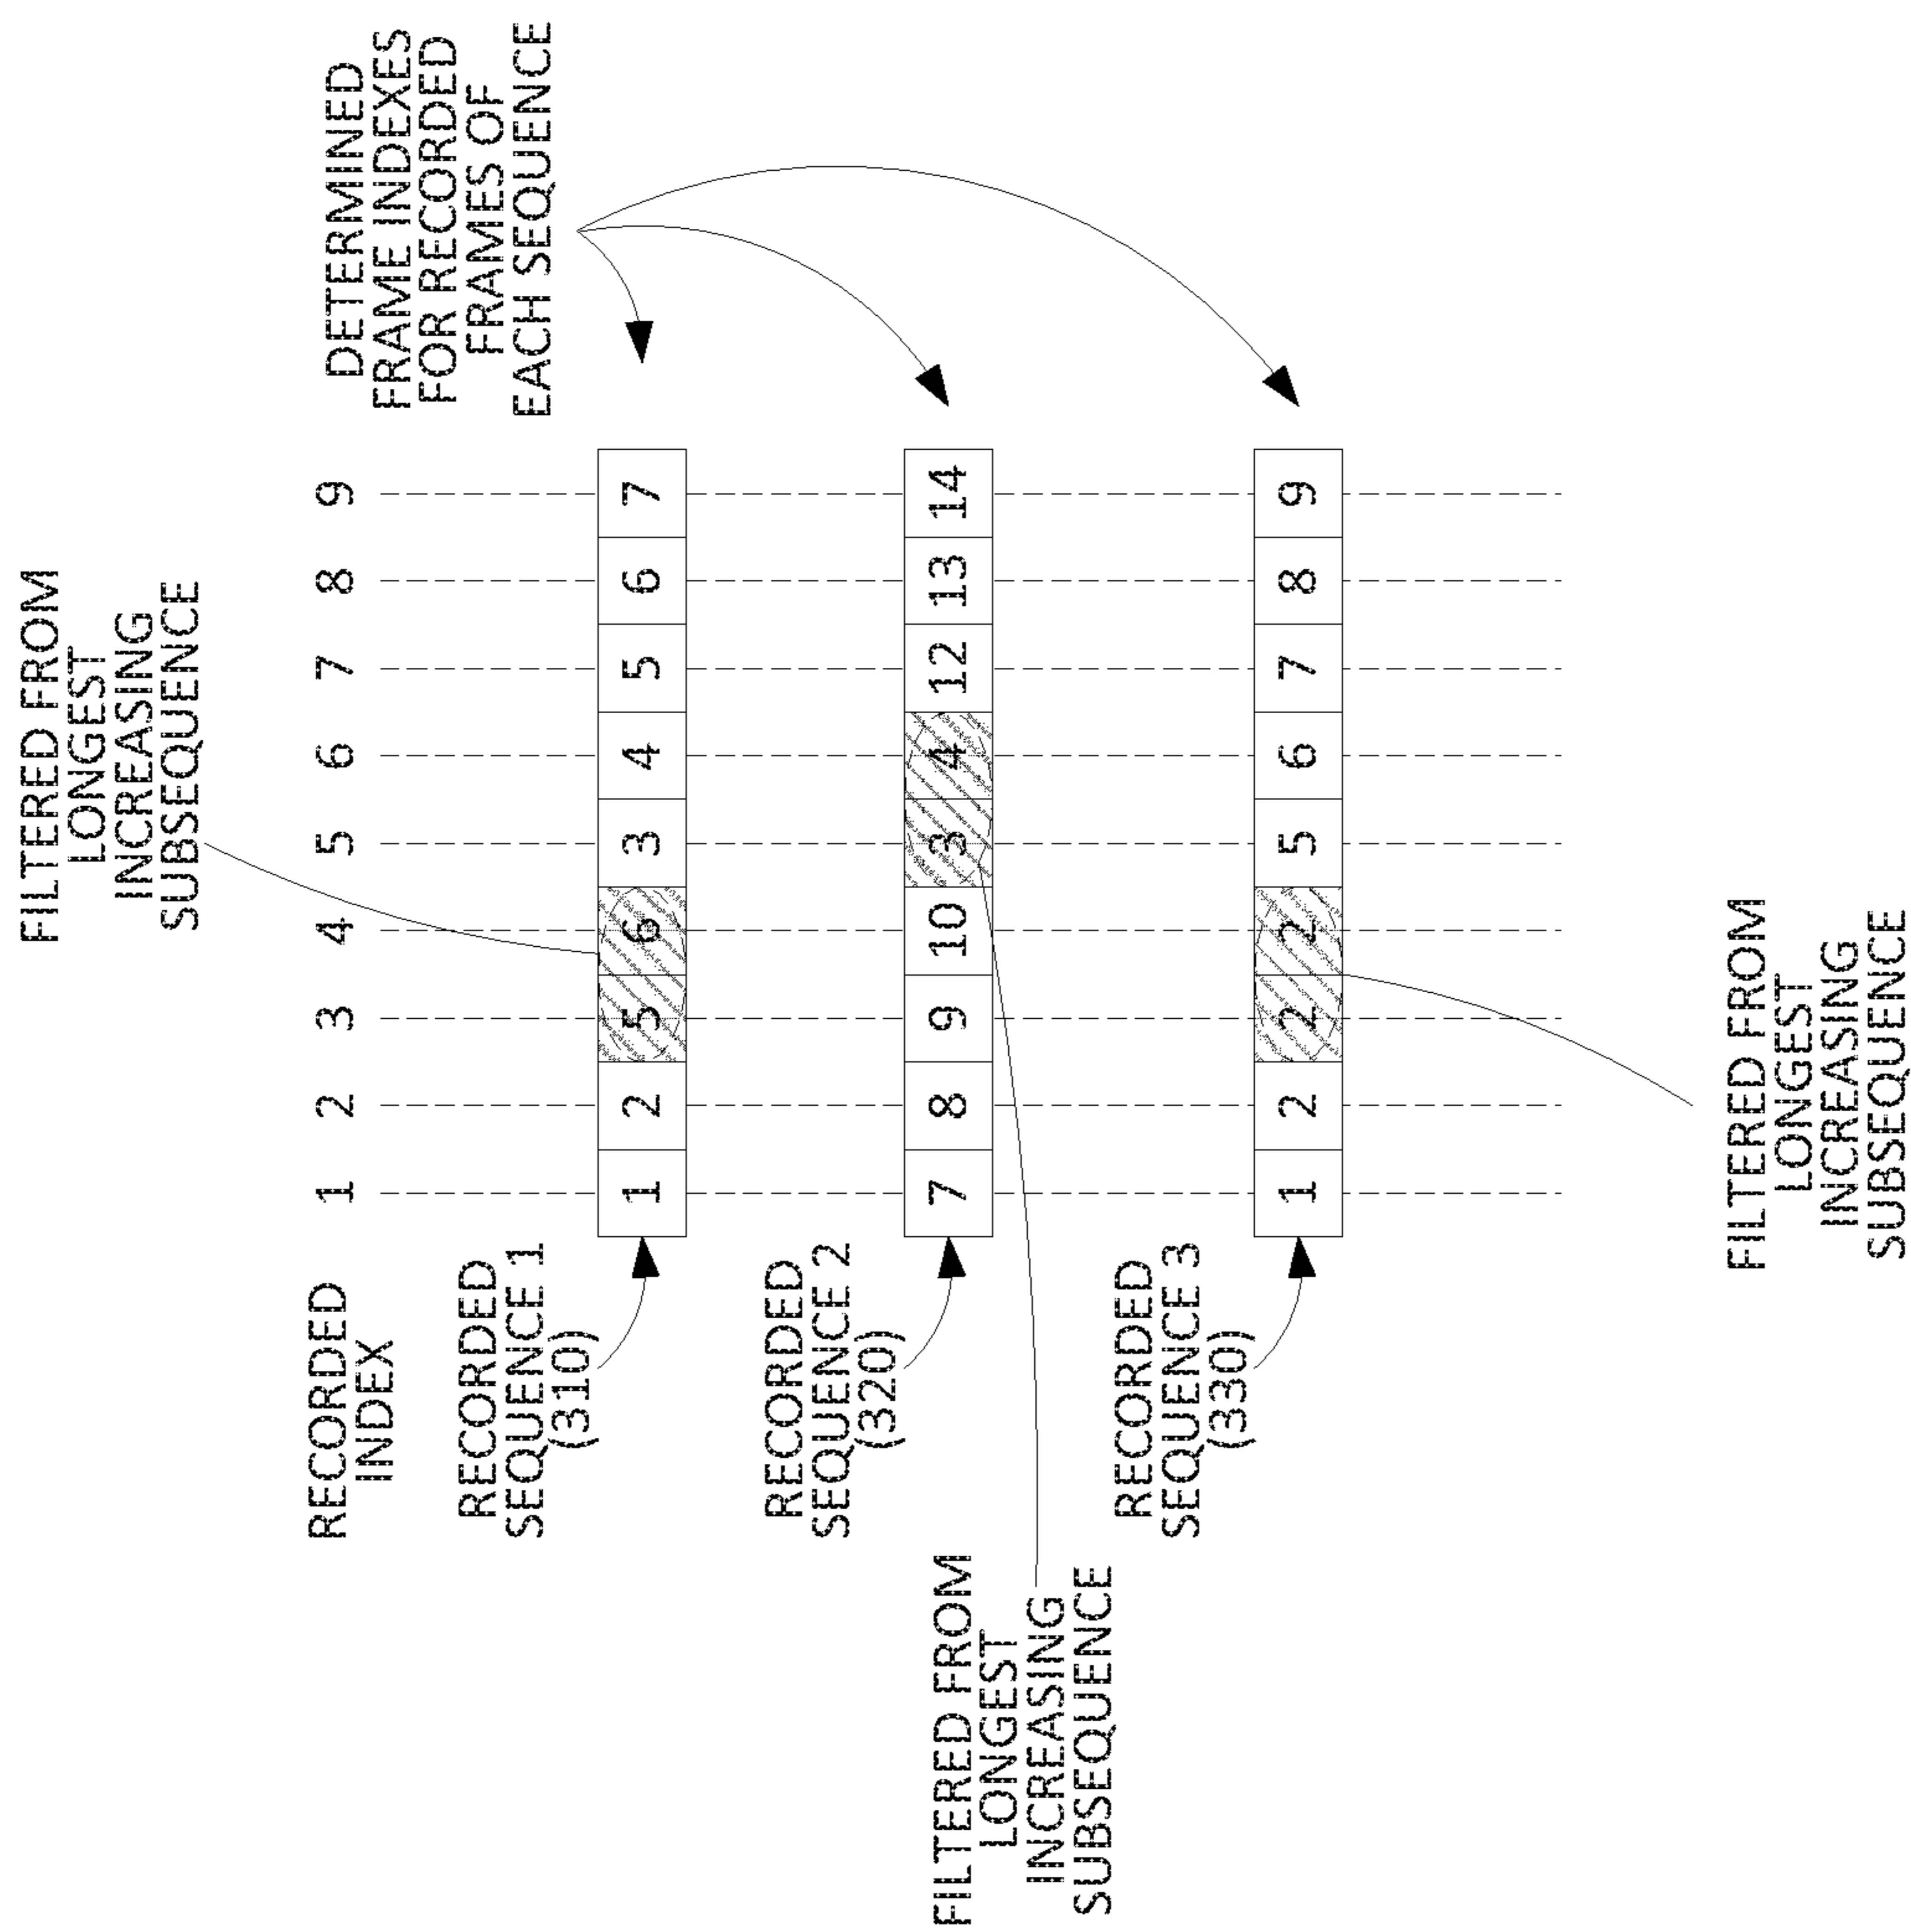 FILTERED FROM
LONGEST
INCREASING
SUBSEQUENCE
DETERMINED
FRAME INDEXES
FOR RECORDED
FRAMES OF
EACH SEQUENCE
RECORDED
INDEX
1 2 3 4 5 6 7 8 9
RECORDED
SEQUENCE 1
(310)
1 2 5 6 3 4 5 6 7
RECORDED
SEQUENCE 2
(320)
7 8 9 10 3 4 12 13 14
FILTERED FROM
LONGEST
INCREASING
SUBSEQUENCE
RECORDED
SEQUENCE 3
(330)
1 2 2 2 5 6 7 8 9
FILTERED FROM
LONGEST
INCREASING
SUBSEQUENCE